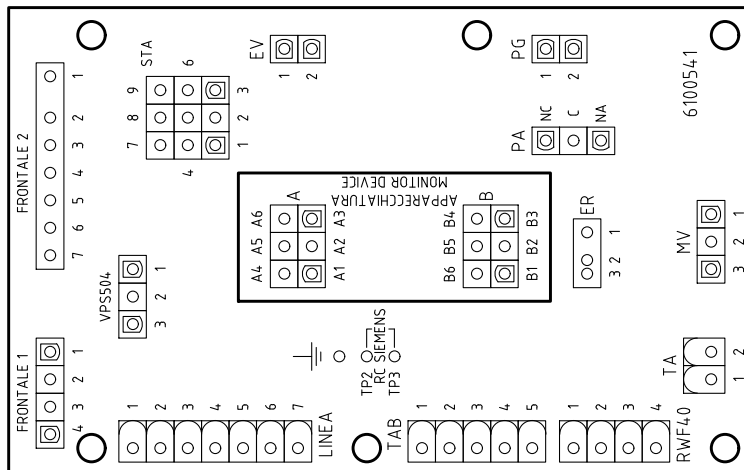 FRONTALE 2
1
2
3
4
5
6
7
STA
9 6 3
8 2
7 4 1
EV
1
2
PG
1
2
PA
NC
C
NA
6100541
APPARECCHIATURA
MONITOR DEVICE
A
A6 A3
A5 A2
A4 A1
B
B4 B3
B5 B2
B6 B1
ER
3 2 1
MV
3 2 1
VPS504
1
2
3
FRONTALE 1
1
2
3
4
TP2
RC SIEMENS
TP3
TA
1 2
LINEA
1
2
3
4
5
6
7
TAB
1
2
3
4
5
RWF40
1
2
3
4